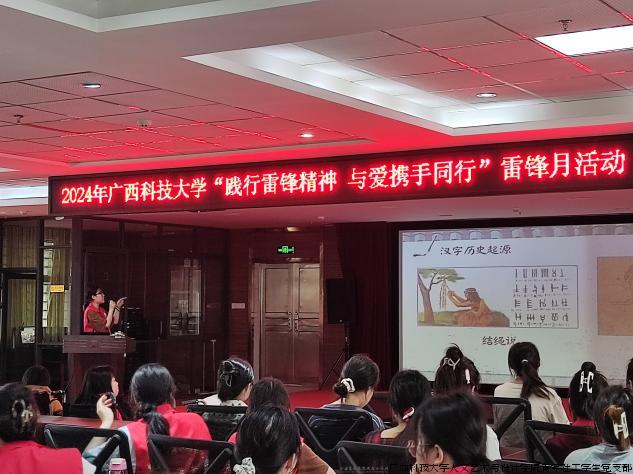 2024年广西科技大学“践行雷锋精神 与爱携手同行”雷锋月活动
汉字历史起源
结绳说